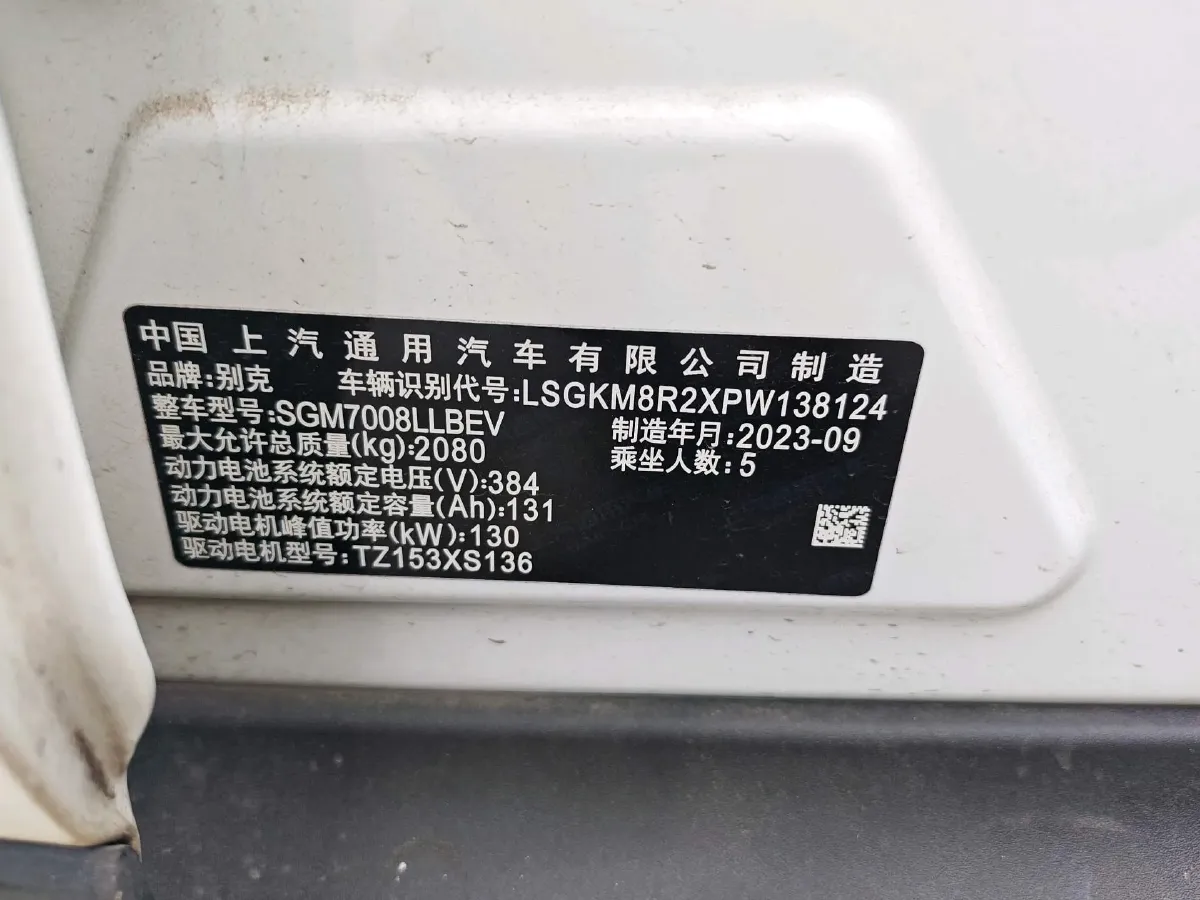 中国 上汽通用汽车有限公司制造
品牌:别克 车辆识别代号:LSGKM8R2XPW138124
整车型号:SGM7008LLBEV 制造年月:2023-09
最大允许总质量(kg):2080 乘坐人数:5
动力电池系统额定电压(V):384
动力电池系统额定容量(Ah):131
驱动电机峰值功率(kW):130
驱动电机型号:TZ153XS136